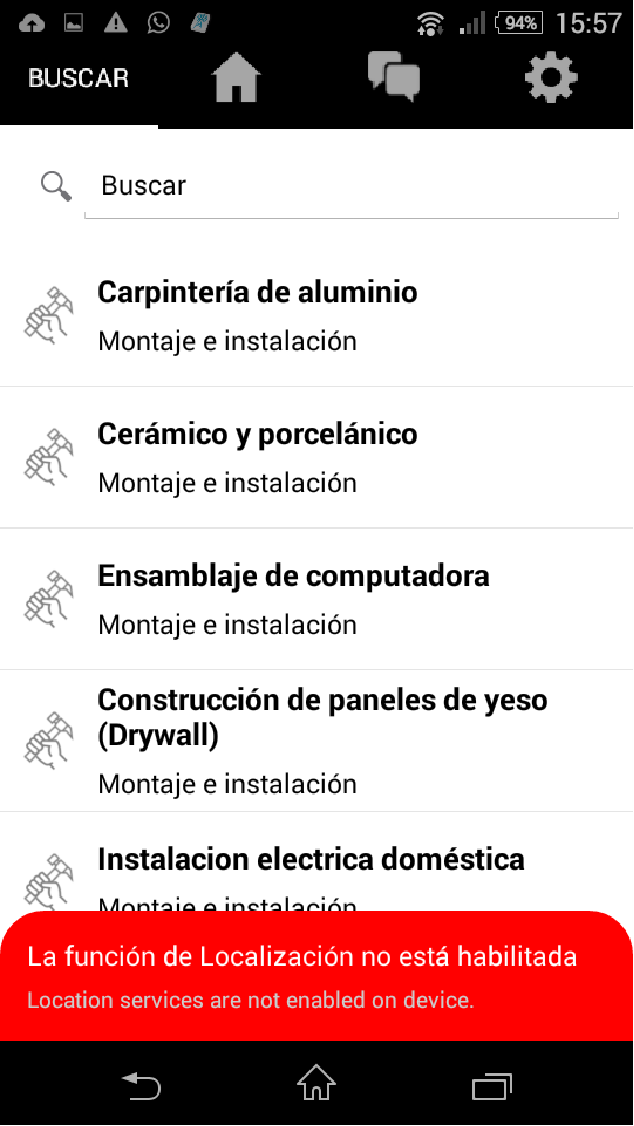 94% 15:57
BUSCAR
Buscar
Carpintería de aluminio
Montaje e instalación
Cerámico y porcelánico
Montaje e instalación
Ensamblaje de computadora
Montaje e instalación
Construcción de paneles de yeso
(Drywall)
Montaje e instalación
Instalacion electrica doméstica
Montaje e instalación
La función de Localización no está habilitada
Location services are not enabled on device.